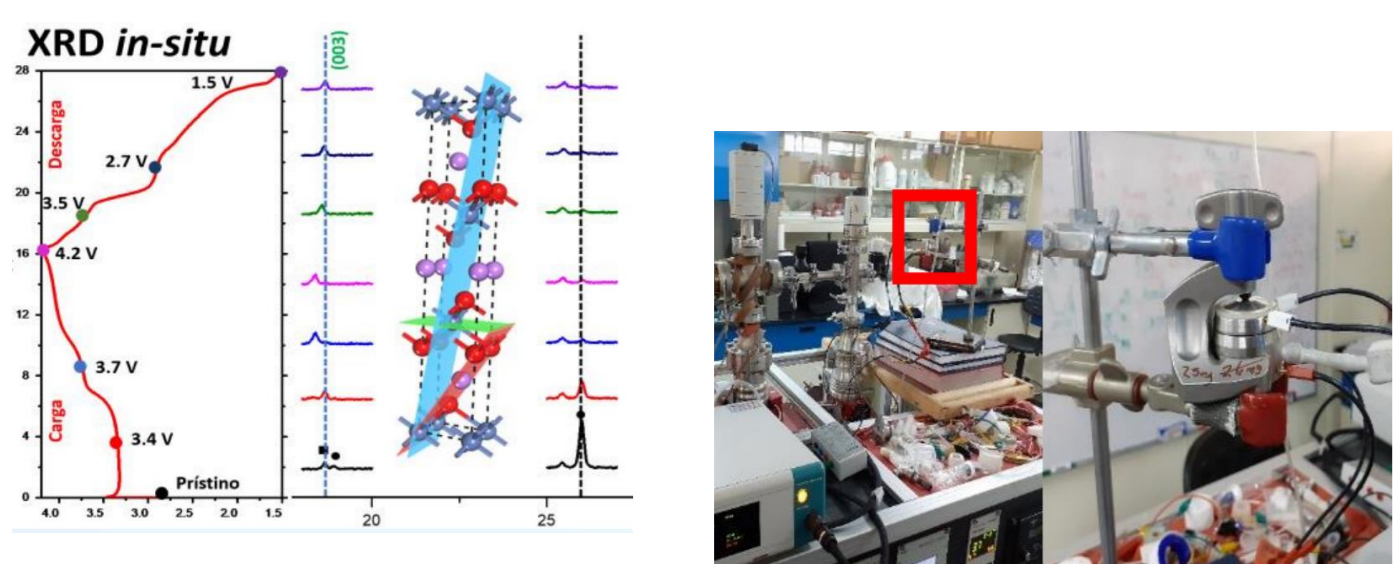 XRD in-situ
(003)
28
24
20
16
12
8
4
0
Descarga
Carga
1.5 V
2.7 V
3.5 V
4.2 V
3.7 V
3.4 V
Prístino
4.0 3.5 3.0 2.5 2.0 1.5
20 25